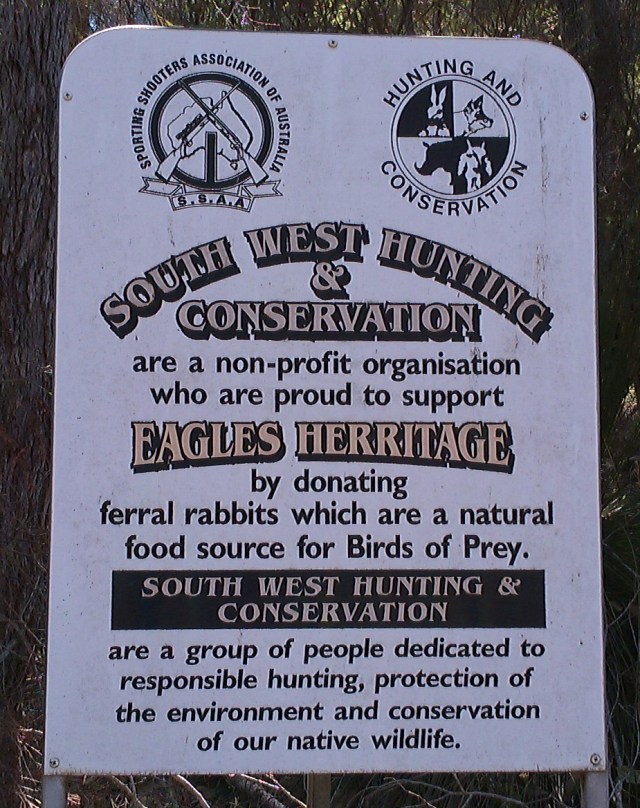 SPORTING SHOOTERS ASSOCIATION OF AUSTRALIA
S.S.A.A
HUNTING AND
CONSERVATION
SOUTH WEST HUNTING
&
CONSERVATION
are a non-profit organisation
who are proud to support
EAGLES HERRITAGE
by donating
ferral rabbits which are a natural
food source for Birds of Prey.
SOUTH WEST HUNTING &
CONSERVATION
are a group of people dedicated to
responsible hunting, protection of
the environment and conservation
of our native wildlife.